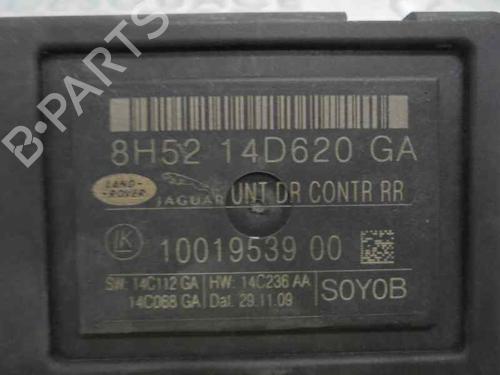 8H52 14D620 GA
LAND-
ROVER
JAGUAR
UNT DR CONTR RR
LK
10019539 00
SW: 14C112 GA
14C068 GA
HW: 14C236 AA
Dat. 29.11.09
S0Y0B
B-PARTS